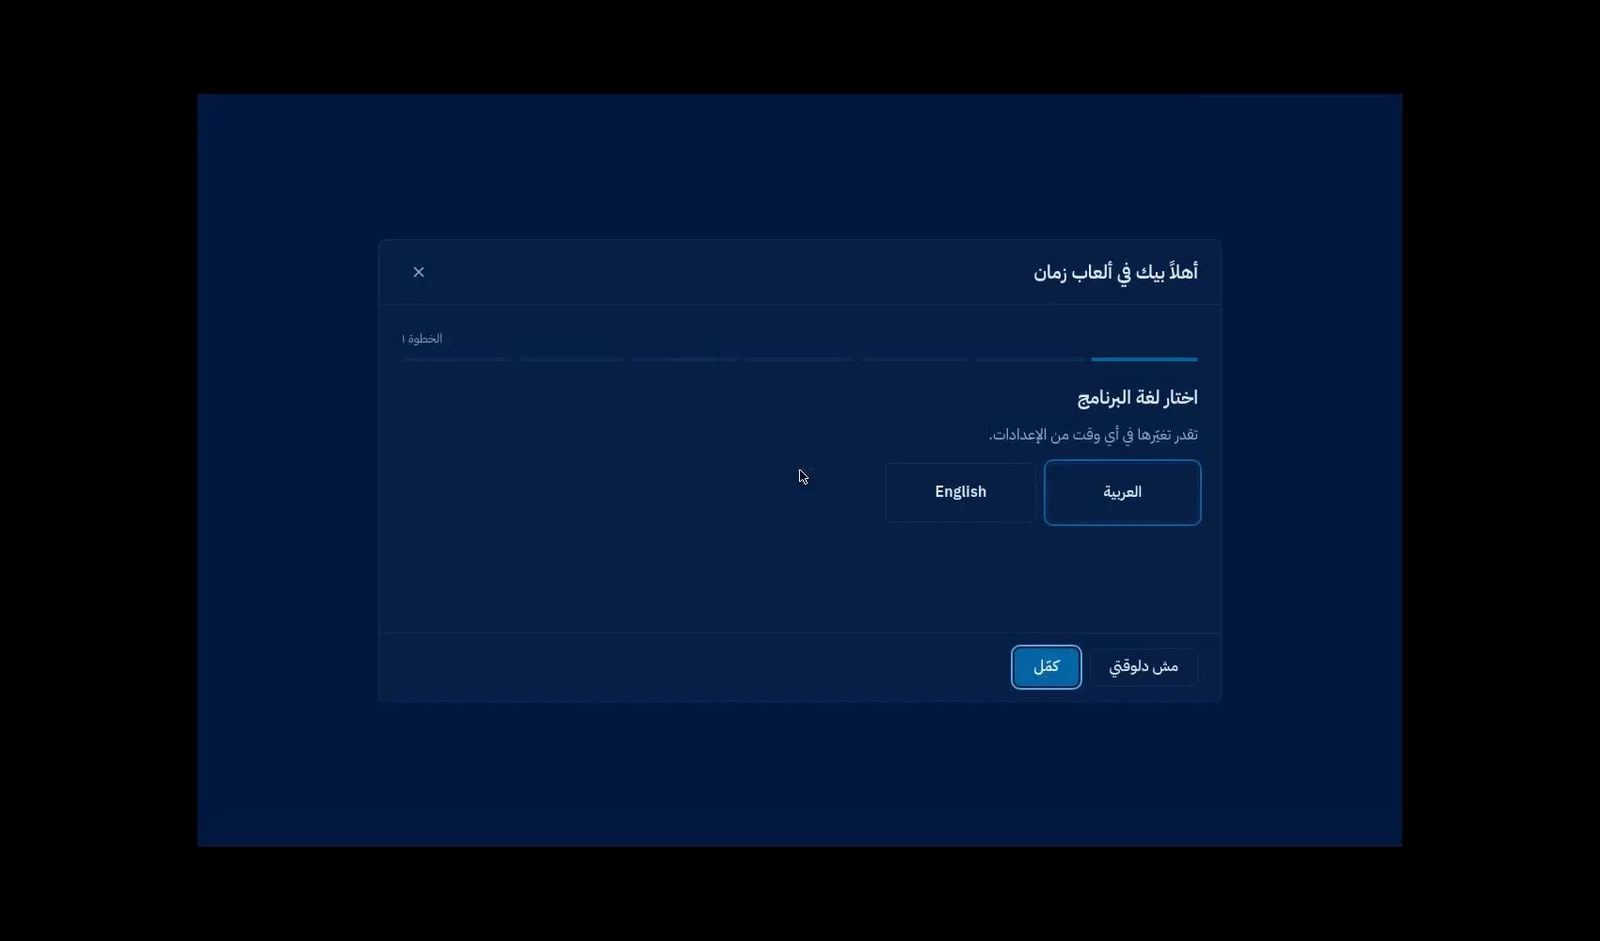 أهلاً بيك في ألعاب زمان
الخطوة ١
اختار لغة البرنامج
تقدر تغيّرها في أي وقت من الإعدادات.
العربية
English
مش دلوقتي
كمّل